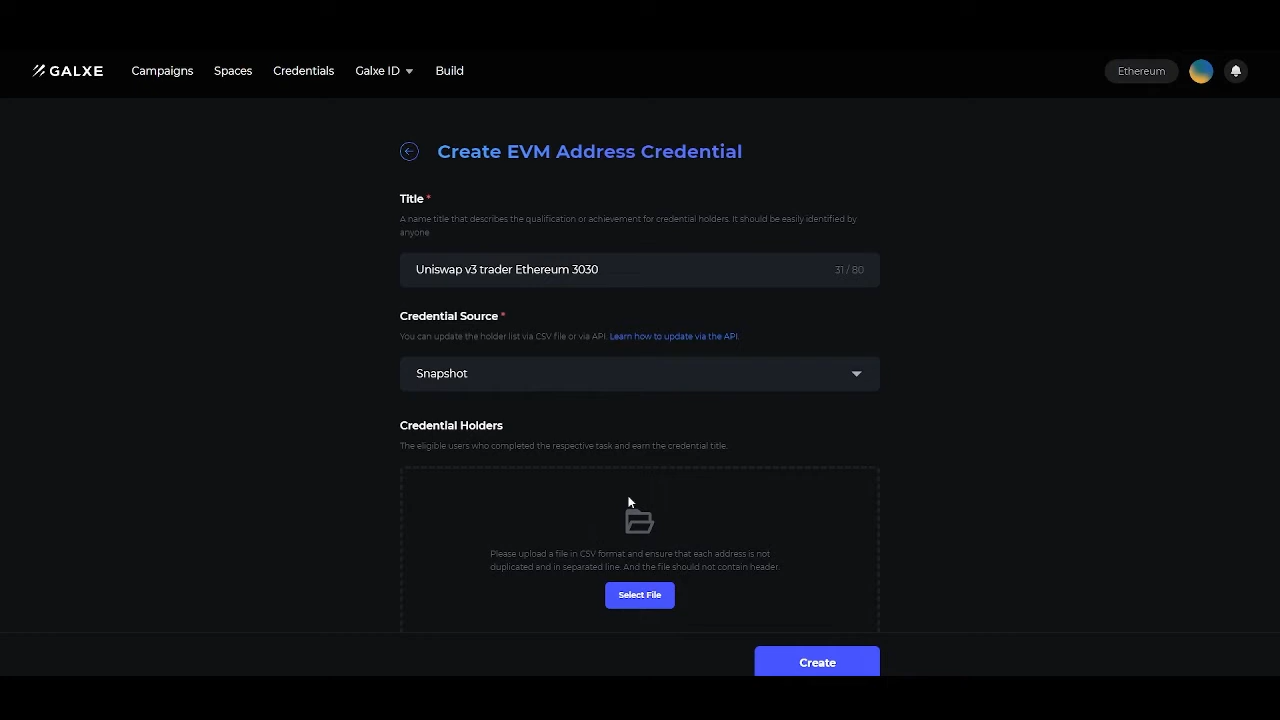 GALXE Campaigns Spaces Credentials Galxe ID Build Ethereum
Create EVM Address Credential
Title *
A name title that describes the qualification or achievement for credential holders. It should be easily identified by
anyone
Uniswap v3 trader Ethereum 3030 31 / 80
Credential Source *
You can update the holder list via CSV file or via API. Learn how to update via the API.
Snapshot
Credential Holders
The eligible users who completed the respective task and earn the credential title.
Please upload a file in CSV format and ensure that each address is not
duplicated and in separated line. And the file should not contain header.
Select File
Create